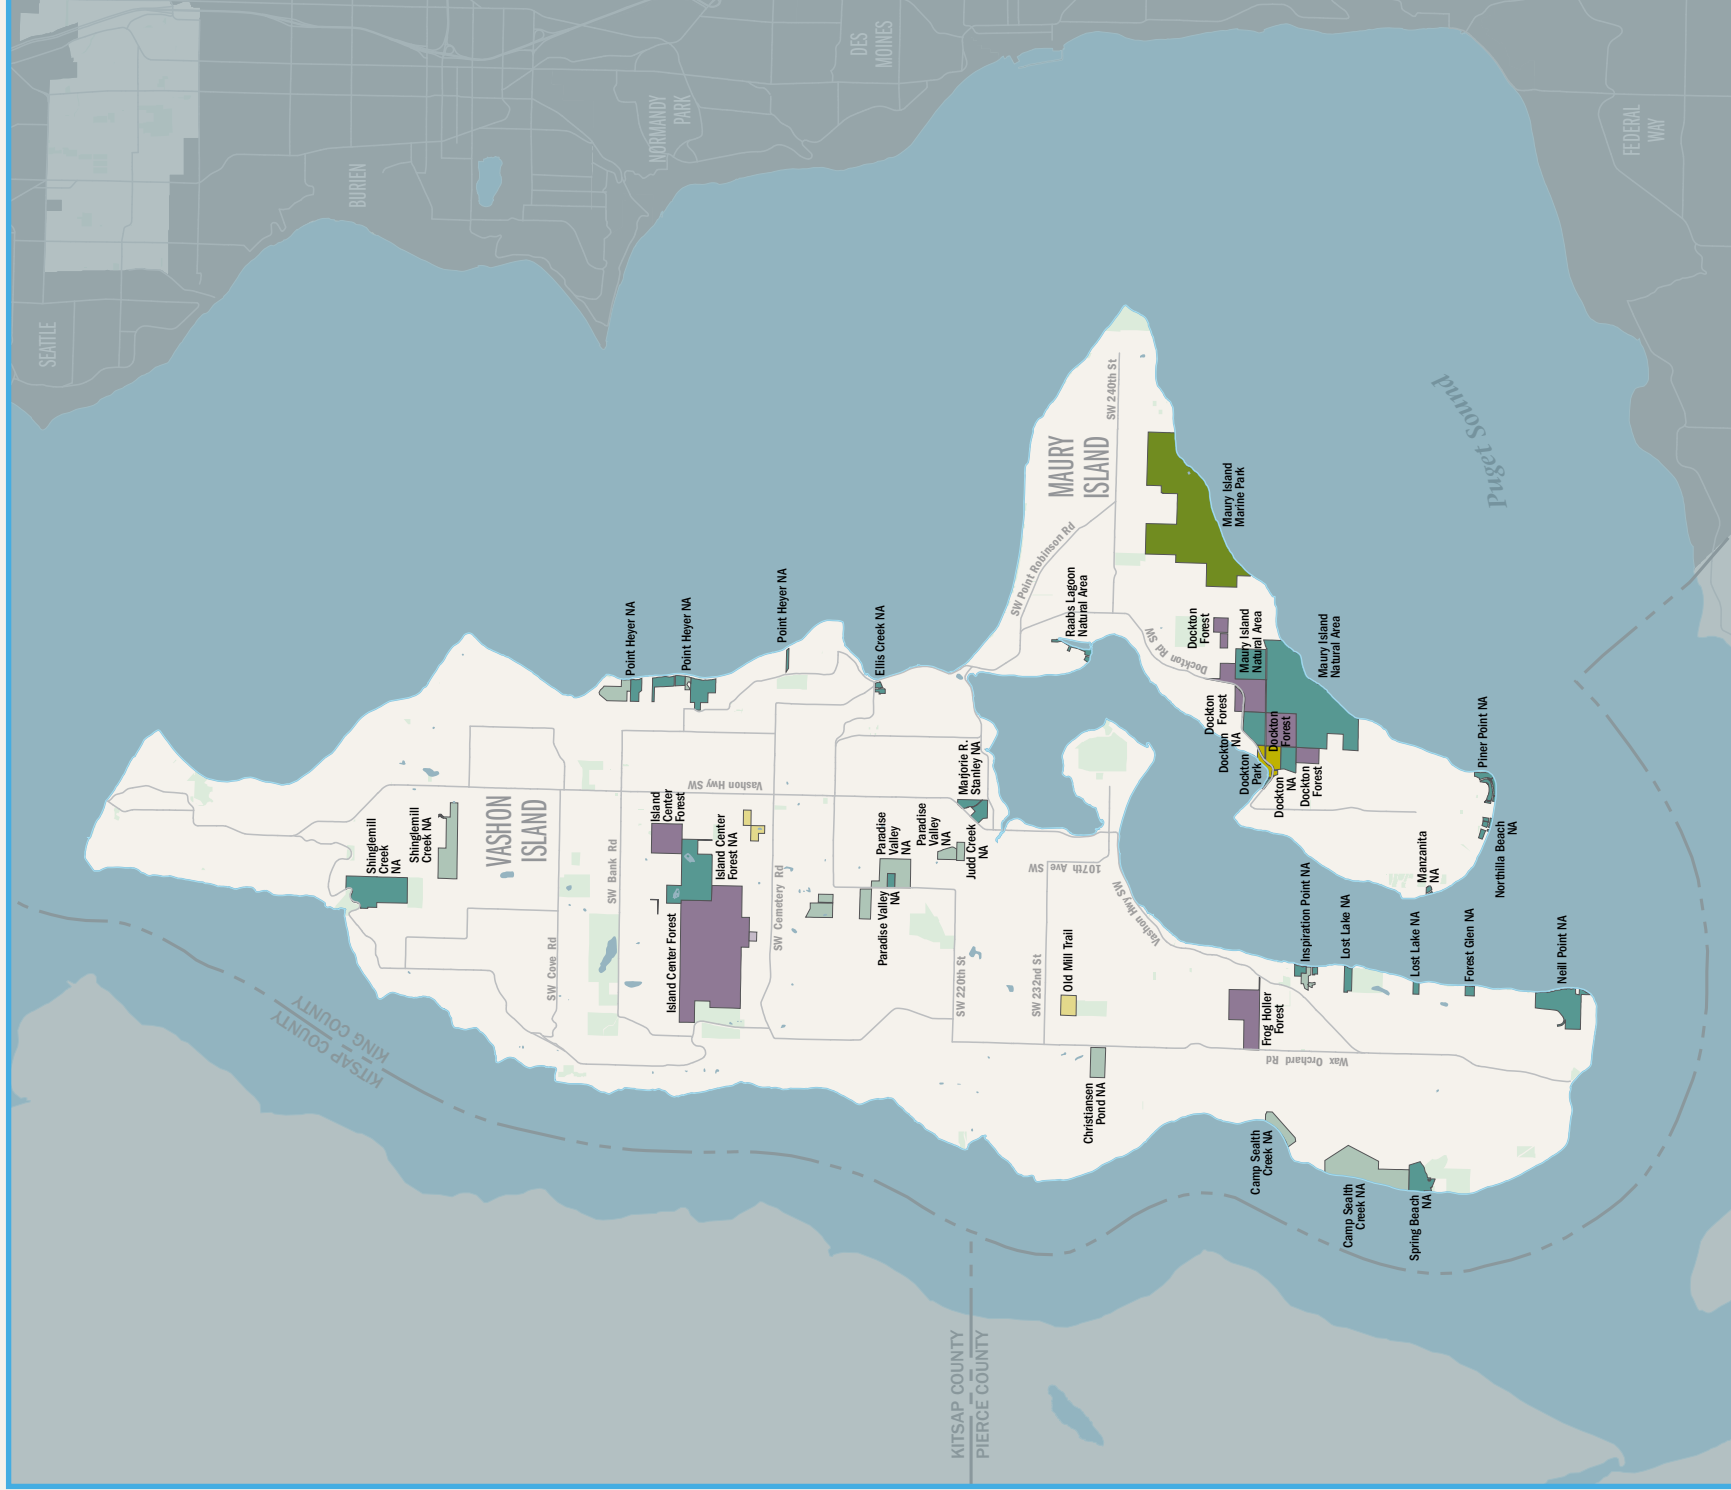 SEATTLE
BURIEN
NORMANDY
PARK
DES
MOINES
FEDERAL
WAY
Puget Sound
KITSAP COUNTY
KING COUNTY
KITSAP COUNTY
PIERCE COUNTY
VASHON
ISLAND
MAURY
ISLAND
Shinglemill
Creek
NA
Shinglemill
Creek NA
Point Heyer NA
Point Heyer NA
Point Heyer NA
Ellis Creek NA
Island
Center
Forest
Island Center
Forest NA
Island Center Forest
Paradise
Valley
NA
Paradise
Valley
NA
Paradise Valley
NA
Marjorie R.
Stanley NA
Judd Creek
NA
Old Mill Trail
Christiansen
Pond NA
Raabs Lagoon
Natural Area
Maury Island
Marine Park
Dockton
Forest
Maury Island
Natural Area
Maury Island
Natural Area
Dockton
Forest
Dockton
NA
Dockton
Park
Dockton
Forest
Dockton
NA
Dockton
Forest
Piner Point NA
Northilla Beach
NA
Manzanita
NA
Inspiration Point NA
Lost Lake NA
Lost Lake NA
Forest Glen NA
Neill Point NA
Frog Holler
Forest
Camp Sealth
Creek NA
Camp Sealth
Creek NA
Spring Beach
NA
SW Cove Rd
SW Bank Rd
Vashon Hwy SW
SW Cemetery Rd
SW 220th St
SW 232nd St
107th Ave SW
Vashon Hwy SW
Wax Orchard Rd
SW Point Robinson Rd
SW 240th St
Dockton Rd SW